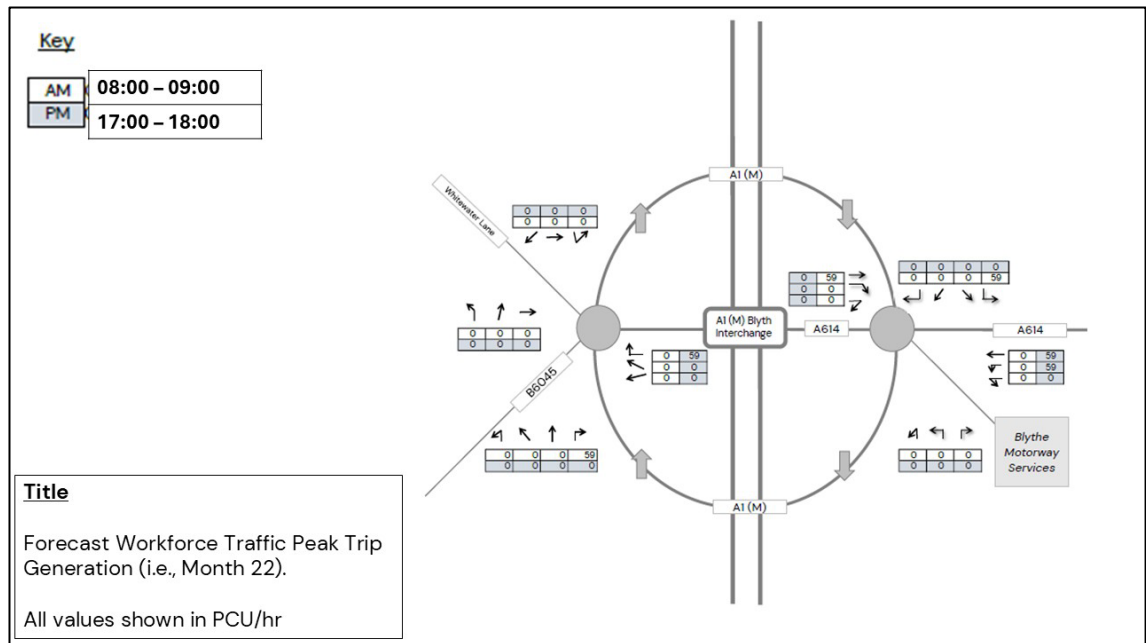 Key
AM 08:00 – 09:00
PM 17:00 – 18:00
A1 (M)
Whitewater Lane
0 0 0
0 0 0
0 59
0 0
0 0
0 0 0 0
0 0 0 59
0 0 0
0 0 0
A1 (M) Blyth
Interchange
A614
A614
0 59
0 0
0 0
0 59
0 59
0 0
B6045
0 0 0 59
0 0 0 0
0 0 0
0 0 0
Blythe
Motorway
Services
A1 (M)
Title
Forecast Workforce Traffic Peak Trip
Generation (i.e., Month 22).
All values shown in PCU/hr